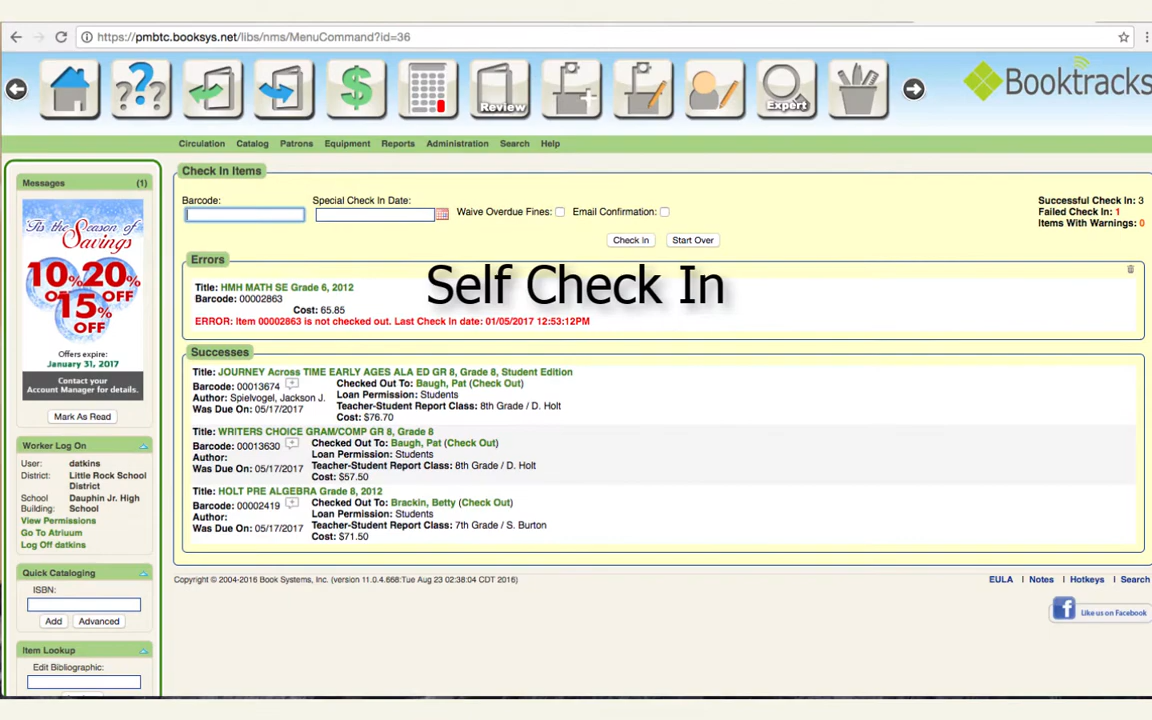 https://pmbtc.booksys.net/libs/nms/MenuCommand?id=36
$
Review
Expert
Booktracks
Circulation Catalog Patrons Equipment Reports Administration Search Help
Messages (1)
'Tis the Season of
Savings
10% OFF 20% OFF
15% OFF
Offers expire:
January 31, 2017
Contact your
Account Manager for details.
Mark As Read
Worker Log On
User: datkins
District: Little Rock School
District
School Dauphin Jr. High
Building: School
View Permissions
Go To Atriuum
Log Off datkins
Quick Cataloging
ISBN:
Add Advanced
Item Lookup
Edit Bibliographic:
Check In Items
Barcode: Special Check In Date: Waive Overdue Fines: Email Confirmation:
Successful Check In: 3
Failed Check In: 1
Items With Warnings: 0
Check In Start Over
Self Check In
Errors
Title: HMH MATH SE Grade 6, 2012
Barcode: 00002863
Cost: 65.85
ERROR: Item 00002863 is not checked out. Last Check In date: 01/05/2017 12:53:12PM
Successes
Title: JOURNEY Across TIME EARLY AGES ALA ED GR 8, Grade 8, Student Edition
Barcode: 00013674 Checked Out To: Baugh, Pat (Check Out)
Author: Spielvogel, Jackson J. Loan Permission: Students
Was Due On: 05/17/2017 Teacher-Student Report Class: 8th Grade / D. Holt
Cost: $76.70
Title: WRITERS CHOICE GRAM/COMP GR 8, Grade 8
Barcode: 00013630 Checked Out To: Baugh, Pat (Check Out)
Author: Loan Permission: Students
Was Due On: 05/17/2017 Teacher-Student Report Class: 8th Grade / D. Holt
Cost: $57.50
Title: HOLT PRE ALGEBRA Grade 8, 2012
Barcode: 00002419 Checked Out To: Brackin, Betty (Check Out)
Author: Loan Permission: Students
Was Due On: 05/17/2017 Teacher-Student Report Class: 7th Grade / S. Burton
Cost: $71.50
Copyright © 2004-2016 Book Systems, Inc. (version 11.0.4.668:Tue Aug 23 02:38:04 CDT 2016)
EULA | Notes | Hotkeys | Search
f Like us on Facebook